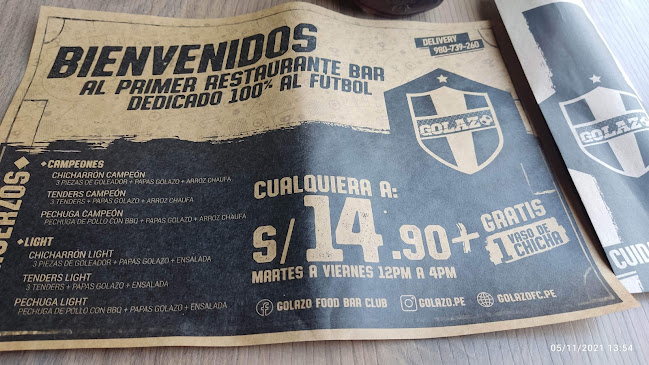 BIENVENIDOS
AL PRIMER RESTAURANTE BAR
DEDICADO 100% AL FUTBOL
DELIVERY
980-739-260
GOLAZO
GOLAZO
CAMPEONES
CHICHARRÓN CAMPEÓN
3 PIEZAS DE GOLEADOR + PAPAS GOLAZO + ARROZ CHAUFA
TENDERS CAMPEÓN
3 TENDERS + PAPAS GOLAZO + ARROZ CHAUFA
PECHUGA CAMPEÓN
PECHUGA DE POLLO CON BBQ + PAPAS GOLAZO + ARROZ CHAUFA
LIGHT
CHICHARRÓN LIGHT
3 PIEZAS DE GOLEADOR + PAPAS GOLAZO + ENSALADA
TENDERS LIGHT
3 TENDERS + PAPAS GOLAZO + ENSALADA
PECHUGA LIGHT
PECHUGA DE POLLO CON BBQ + PAPAS GOLAZO + ENSALADA
CUALQUIERA A:
S/14.90+
GRATIS
1 VASO DE
CHICHA
MARTES A VIERNES 12PM A 4PM
GOLAZO FOOD BAR CLUB
GOLAZO.PE
GOLAZOFC.PE
05/11/2021 13:54